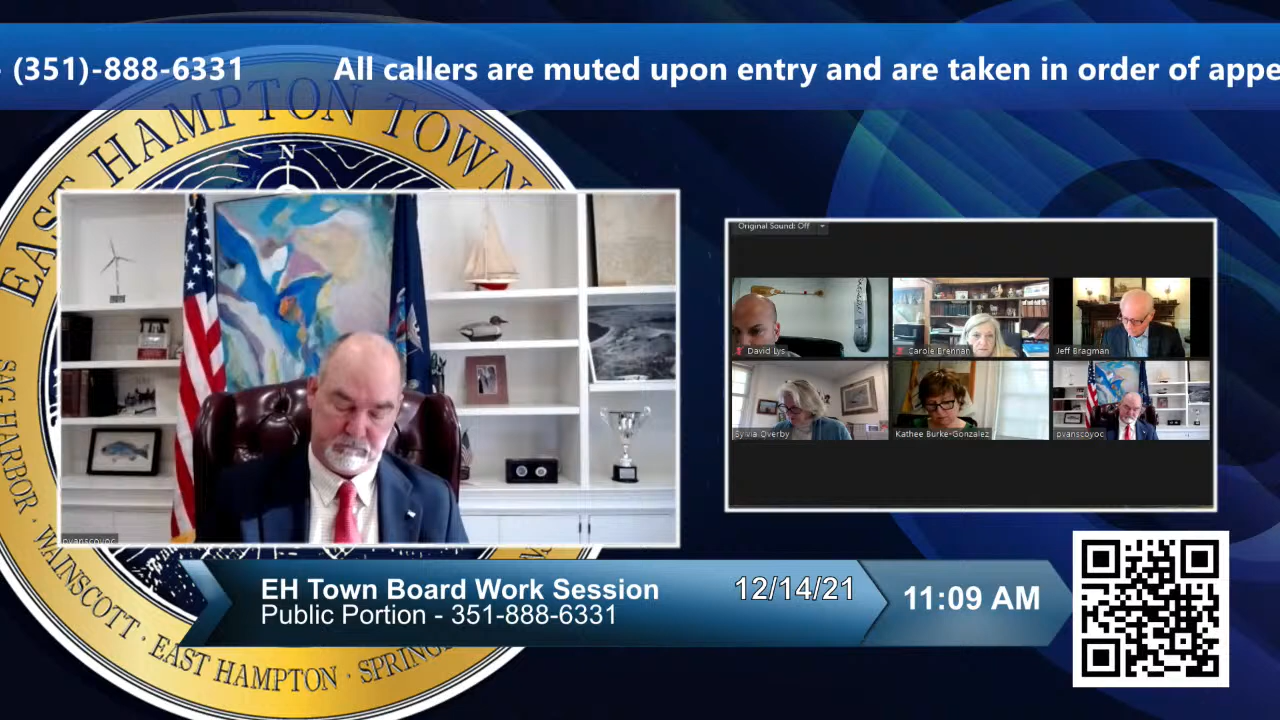 (351)-888-6331 All callers are muted upon entry and are taken in order of appe
EAST HAMPTON TOWN
N
Original Sound: Off
David Lys
Carole Brennan
Jeff Bragman
Sylvia Overby
Kathee Burke-Gonzalez
pvanscoyoc
pvanscoyoc
EH Town Board Work Session
12/14/21
11:09 AM
Public Portion - 351-888-6331
SAG HARBOR · WAINSCOTT · EAST HAMPTON · SPRING